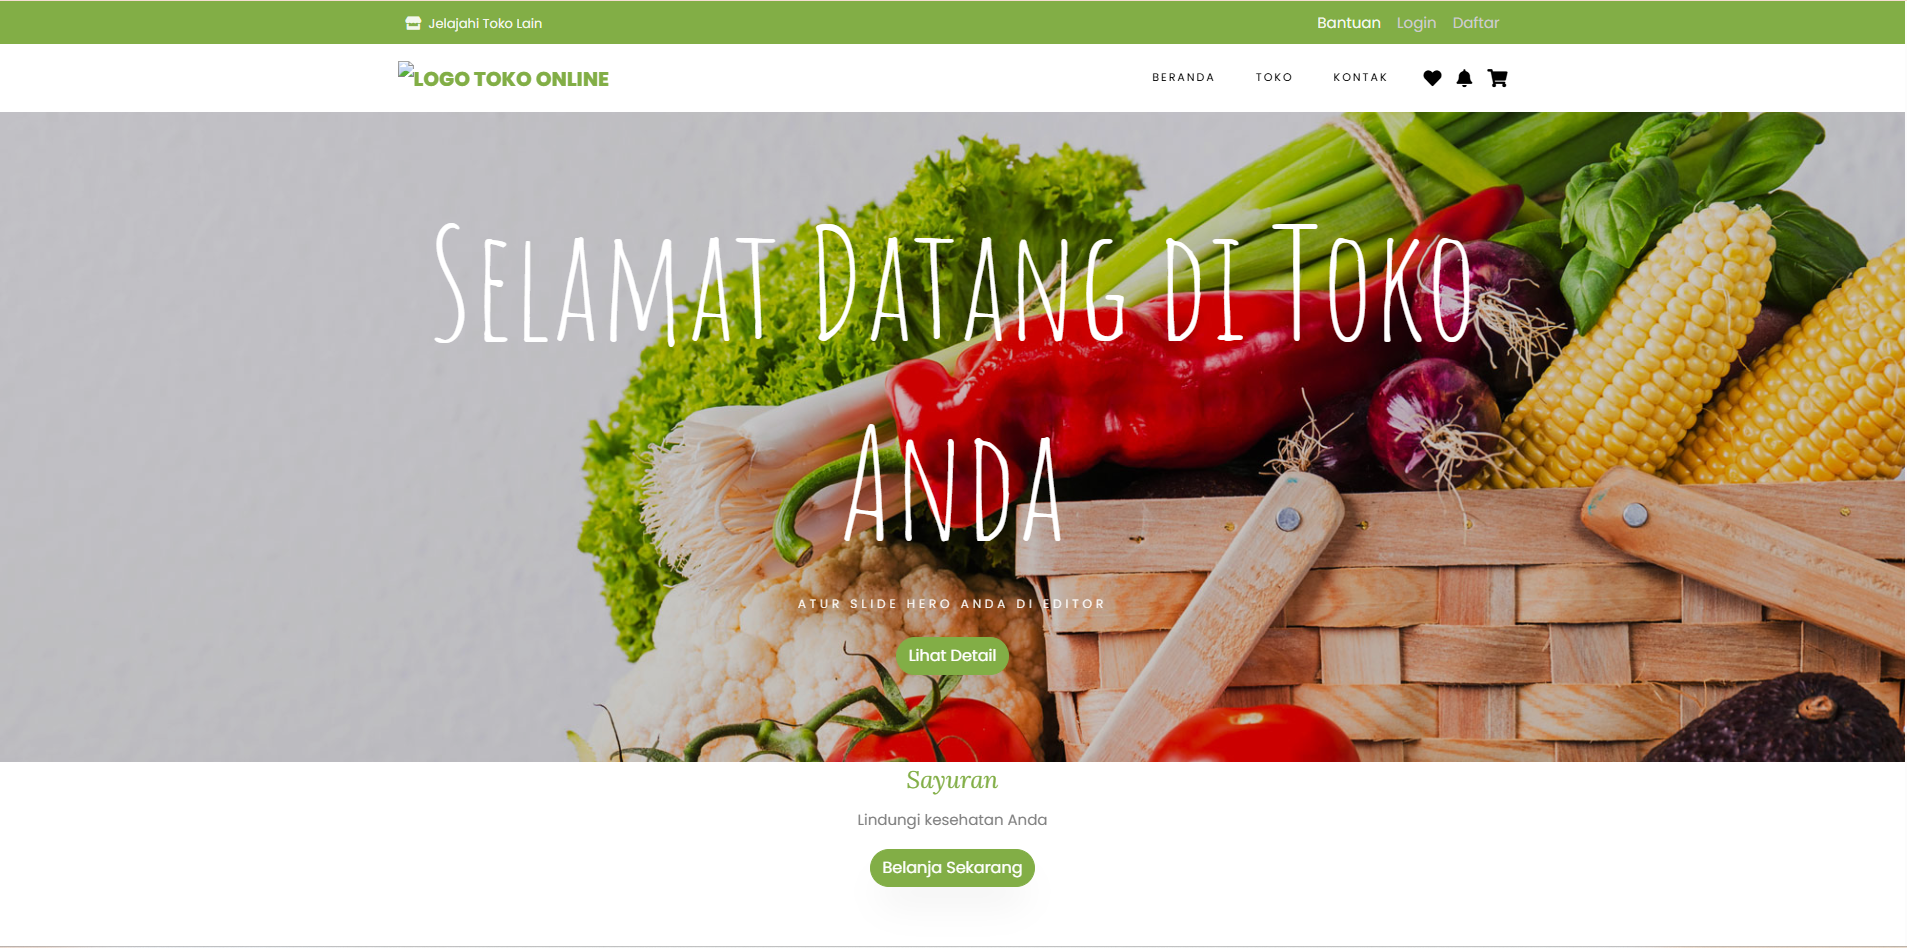 Jelajahi Toko Lain
Bantuan Login Daftar
LOGO TOKO ONLINE
BERANDA TOKO KONTAK
Selamat Datang di Toko
Anda
ATUR SLIDE HERO ANDA DI EDITOR
Lihat Detail
Sayuran
Lindungi kesehatan Anda
Belanja Sekarang